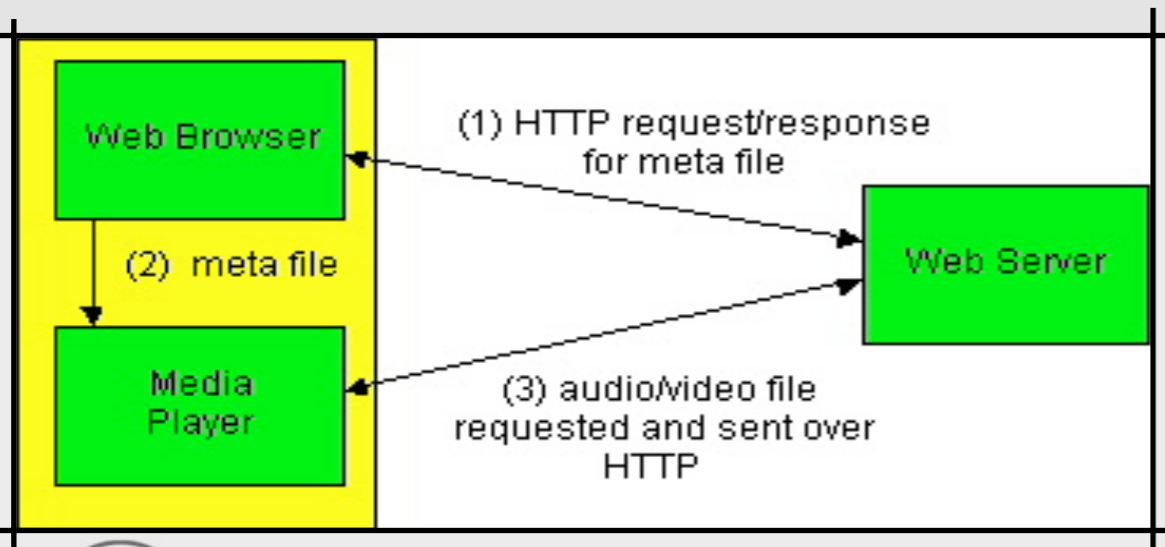 Web Browser
(1) HTTP request/response
for meta file
(2) meta file
Web Server
Media
Player
(3) audio/video file
requested and sent over
HTTP